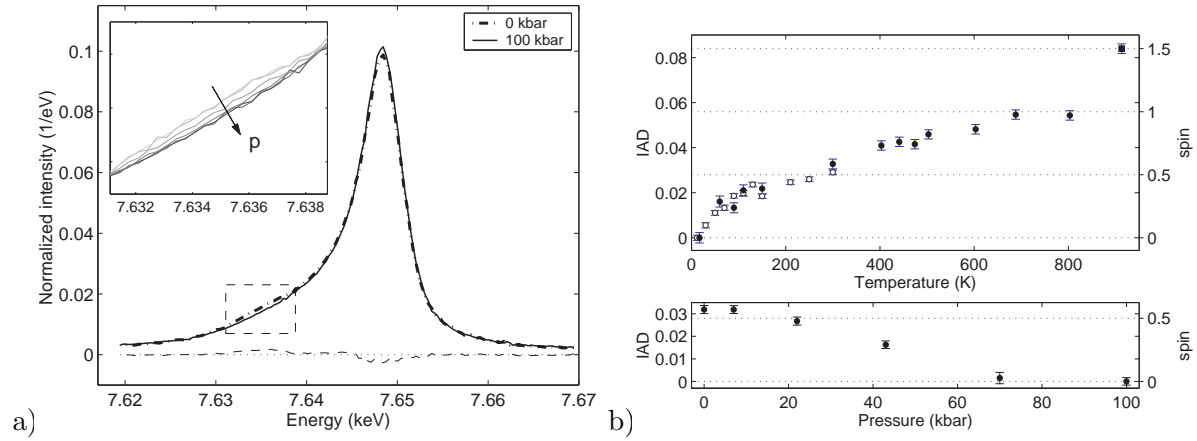 0 kbar
100 kbar
p
7.632 7.634 7.636 7.638
0.1
0.08
0.06
0.04
0.02
0
Normalized intensity (1/eV)
7.62 7.63 7.64 7.65 7.66 7.67
Energy (keV)
a)
0.08
0.06
0.04
0.02
0
IAD
1.5
1
0.5
0
spin
0 200 400 600 800
Temperature (K)
0.03
0.02
0.01
0
IAD
0.5
0
spin
0 20 40 60 80 100
Pressure (kbar)
b)